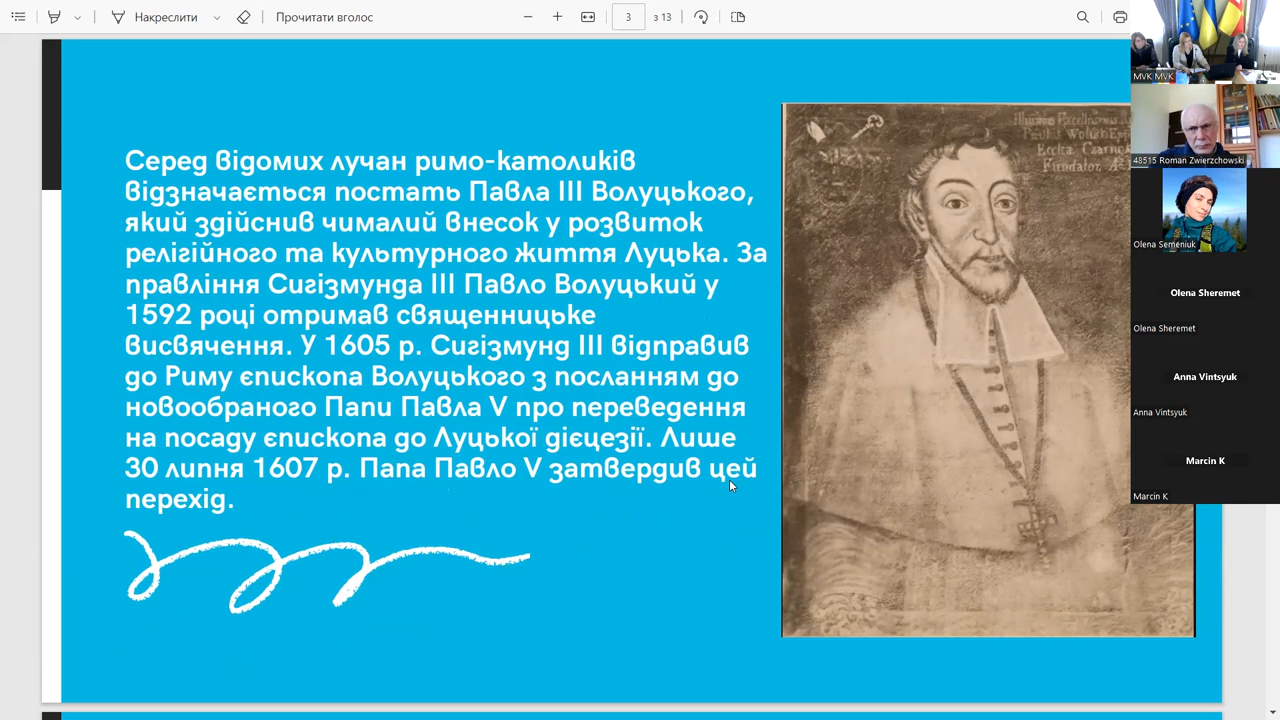 Накреслити
Прочитати вголос
3
з 13
Серед відомих лучан римо-католиків
відзначається постать Павла ІІІ Волуцького,
який здійснив чималий внесок у розвиток
релігійного та культурного життя Луцька. За
правління Сигізмунда ІІІ Павло Волуцький у
1592 році отримав священницьке
висвячення. У 1605 р. Сигізмунд ІІІ відправив
до Риму єпископа Волуцького з посланням до
новообраного Папи Павла V про переведення
на посаду єпископа до Луцької дієцезії. Лише
30 липня 1607 р. Папа Павло V затвердив цей
перехід.
Fundator
MVK MVK
48515 Roman Zwierzchowski
Olena Semeniuk
Olena Sheremet
Olena Sheremet
Anna Vintsyuk
Anna Vintsyuk
Marcin K
Marcin K